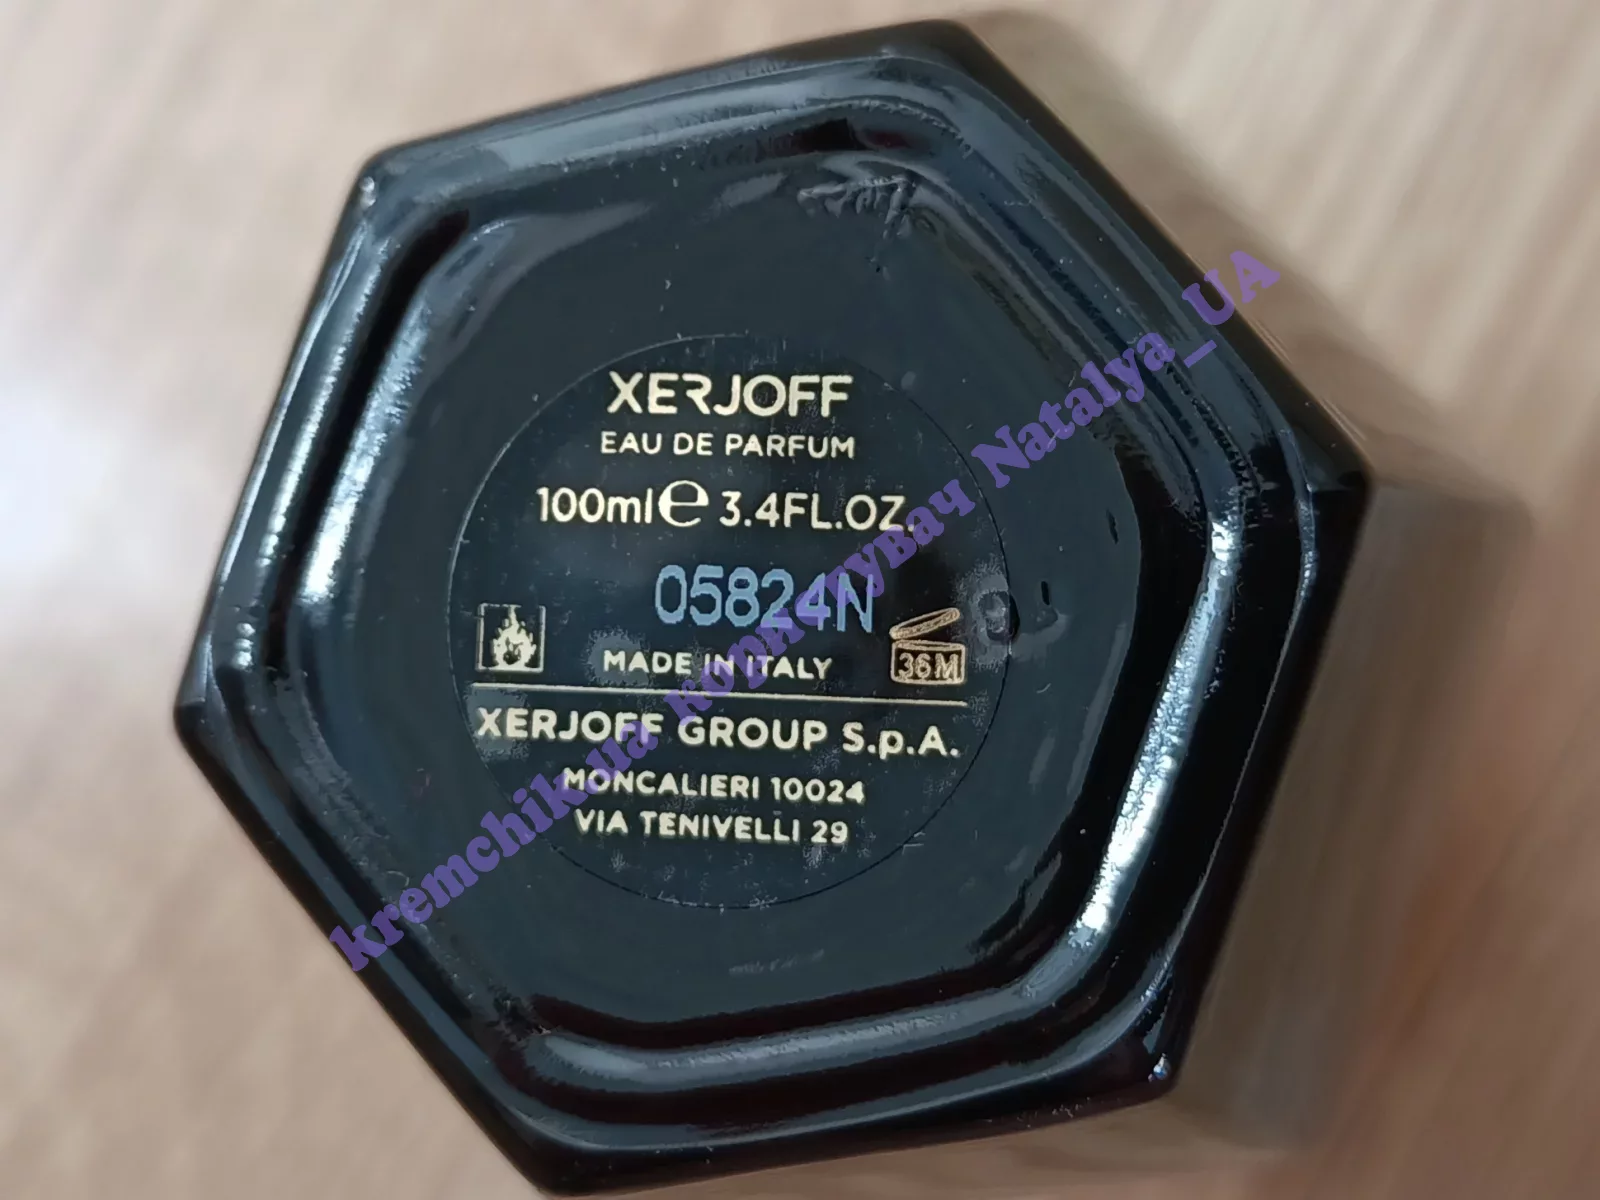 XERJOFF
EAU DE PARFUM
100ml℮ 3.4FL.OZ.
05824N
MADE IN ITALY
36M
XERJOFF GROUP S.p.A.
MONCALIERI 10024
VIA TENIVELLI 29
kremchik.ua користувач Natalya_UA